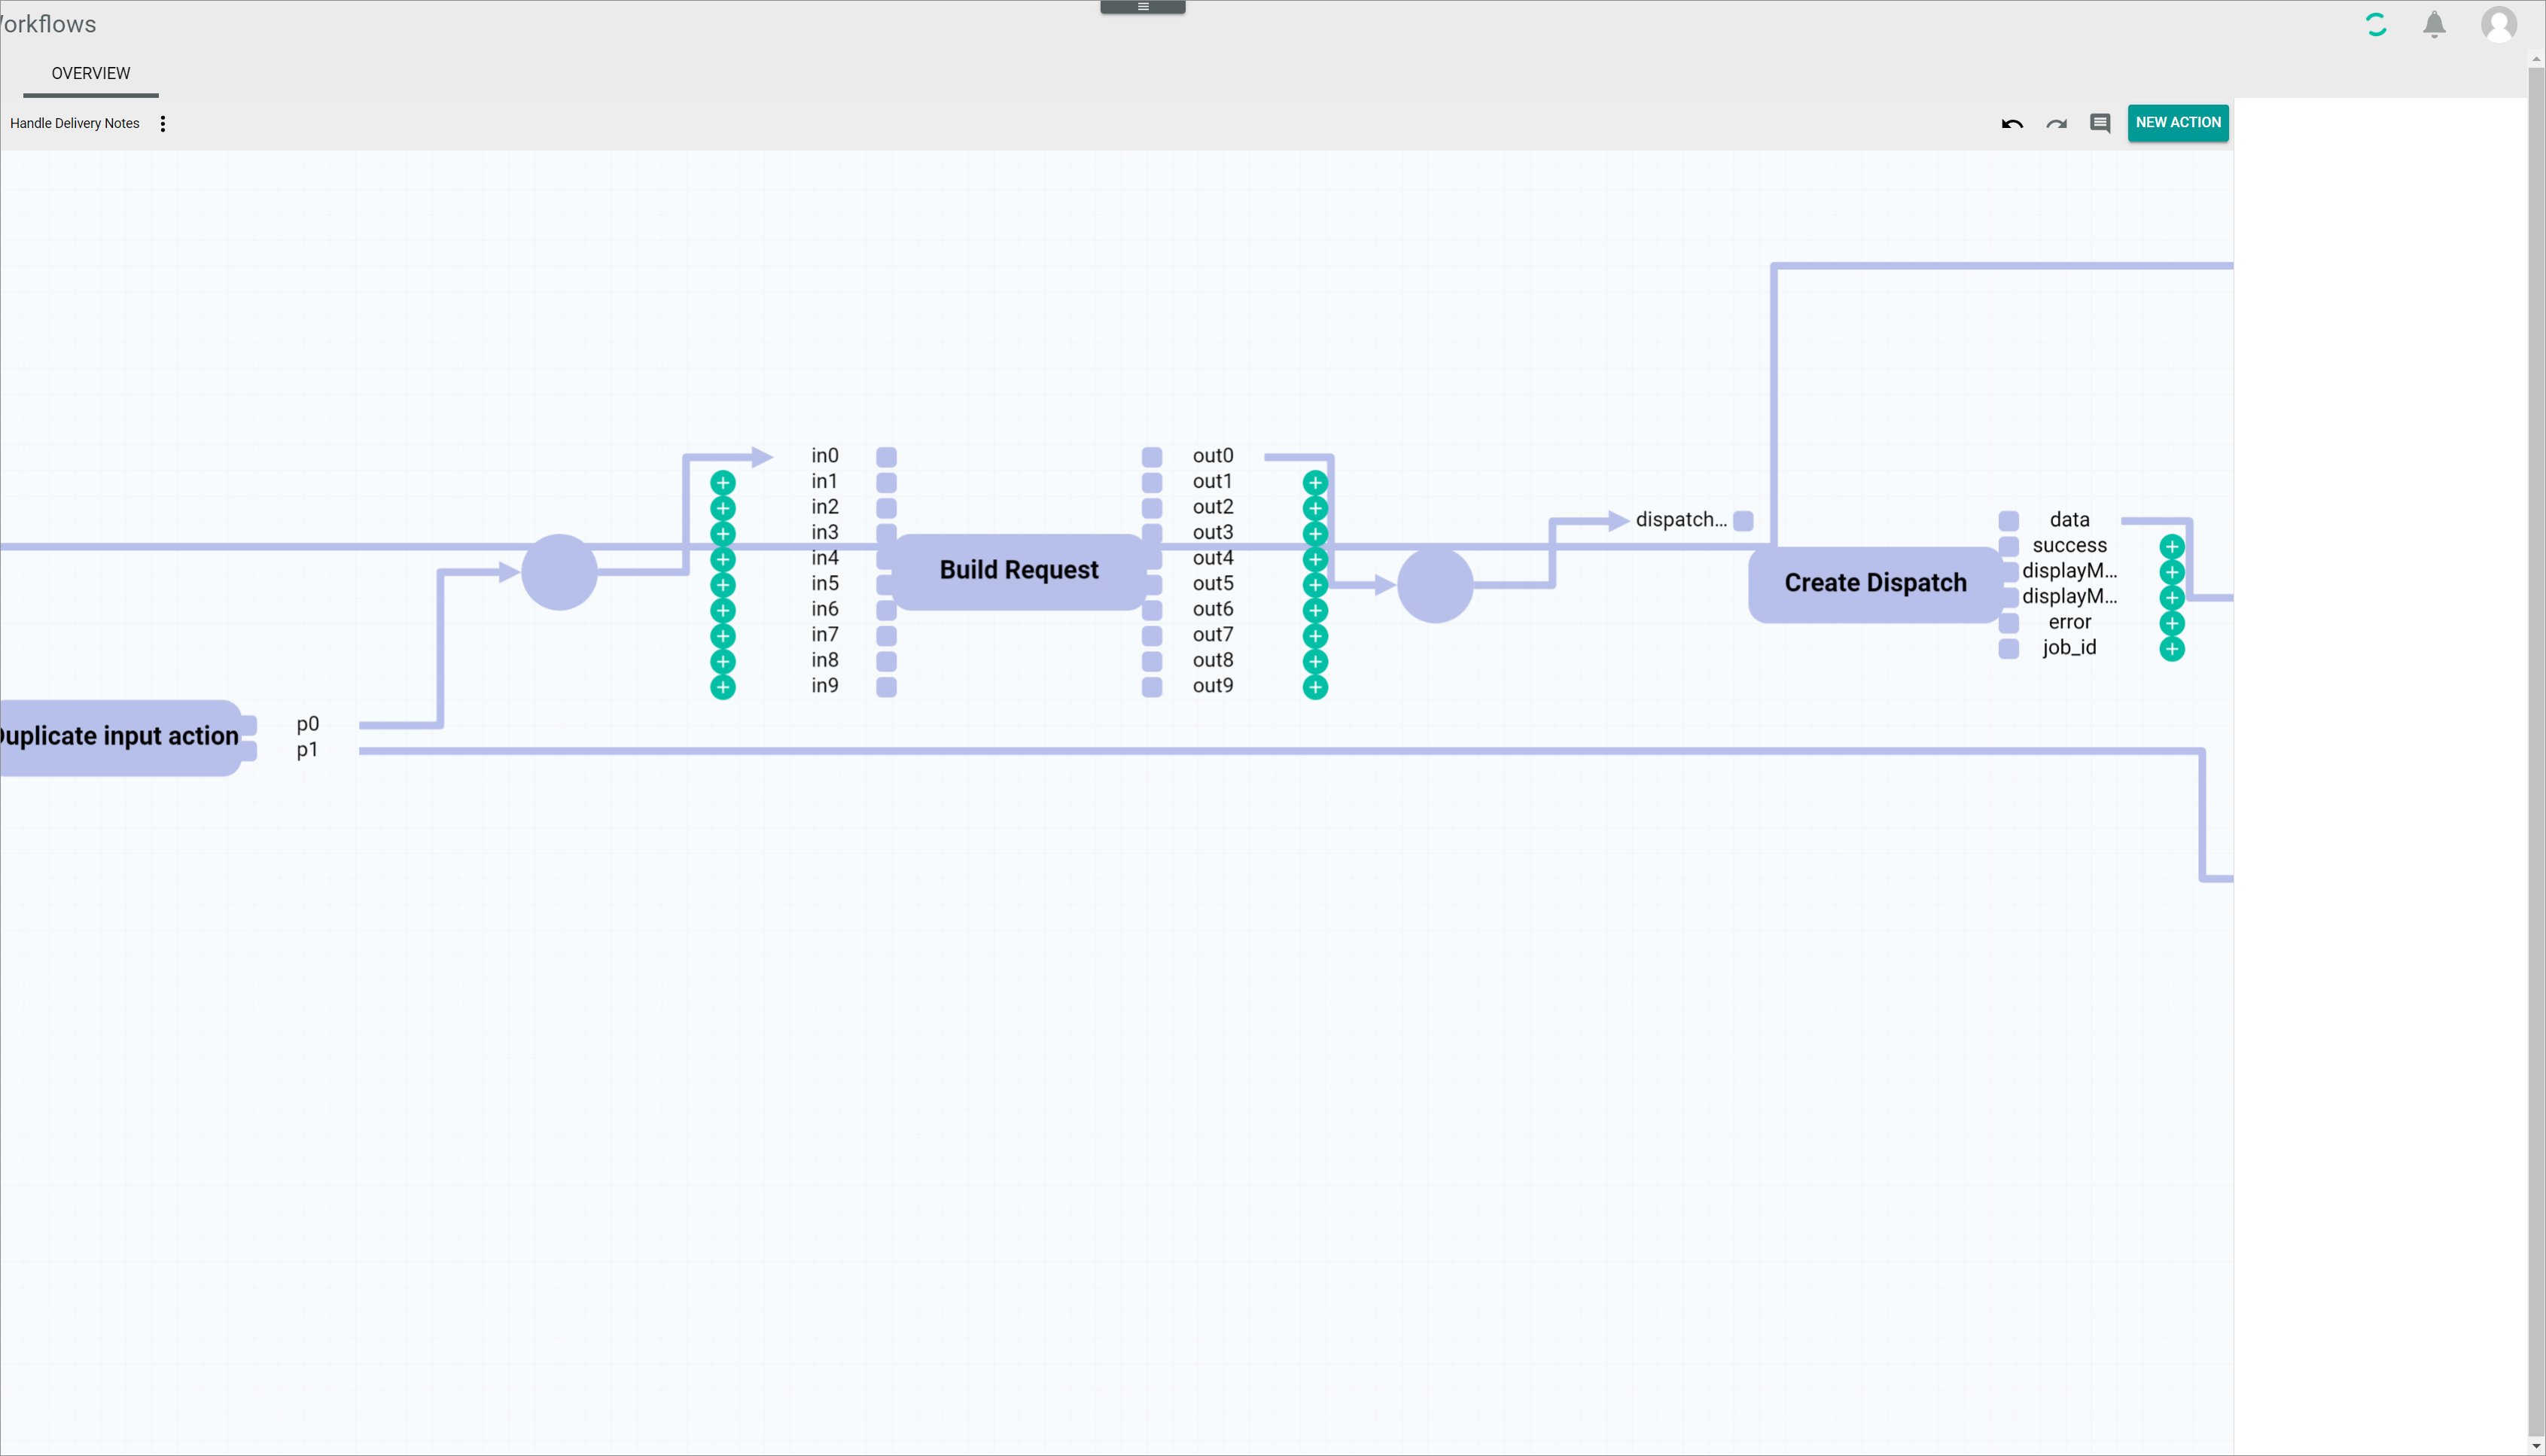 orkflows
OVERVIEW
Handle Delivery Notes
NEW ACTION
in0
in1
in2
in3
in4
in5
in6
in7
in8
in9
Build Request
out0
out1
out2
out3
out4
out5
out6
out7
out8
out9
dispatch...
Create Dispatch
data
success
displayM...
displayM...
error
job_id
uplicate input action
p0
p1